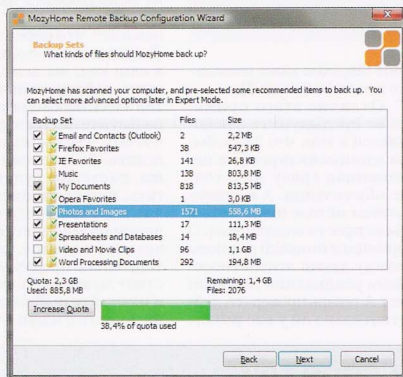 MozyHome Remote Backup Configuration Wizard
Backup Sets
What kinds of files should MozyHome back up?
MozyHome has scanned your computer, and pre-selected some recommended items to back up. You
can select more advanced options later in Expert Mode.
Backup Set Files Size
Email and Contacts (Outlook) 2 2,2 MB
Firefox Favorites 38 547,3 KB
IE Favorites 141 26,8 KB
Music 138 803,8 MB
My Documents 818 813,5 MB
Opera Favorites 1 3,0 KB
Photos and Images 1571 558,6 MB
Presentations 17 111,3 MB
Spreadsheets and Databases 14 18,4 MB
Video and Movie Clips 96 1,1 GB
Word Processing Documents 292 194,8 MB
Quota: 2,3 GB Remaining: 1,4 GB
Used: 885,8 MB Files: 2076
Increase Quota
38,4% of quota used
Back Next Cancel